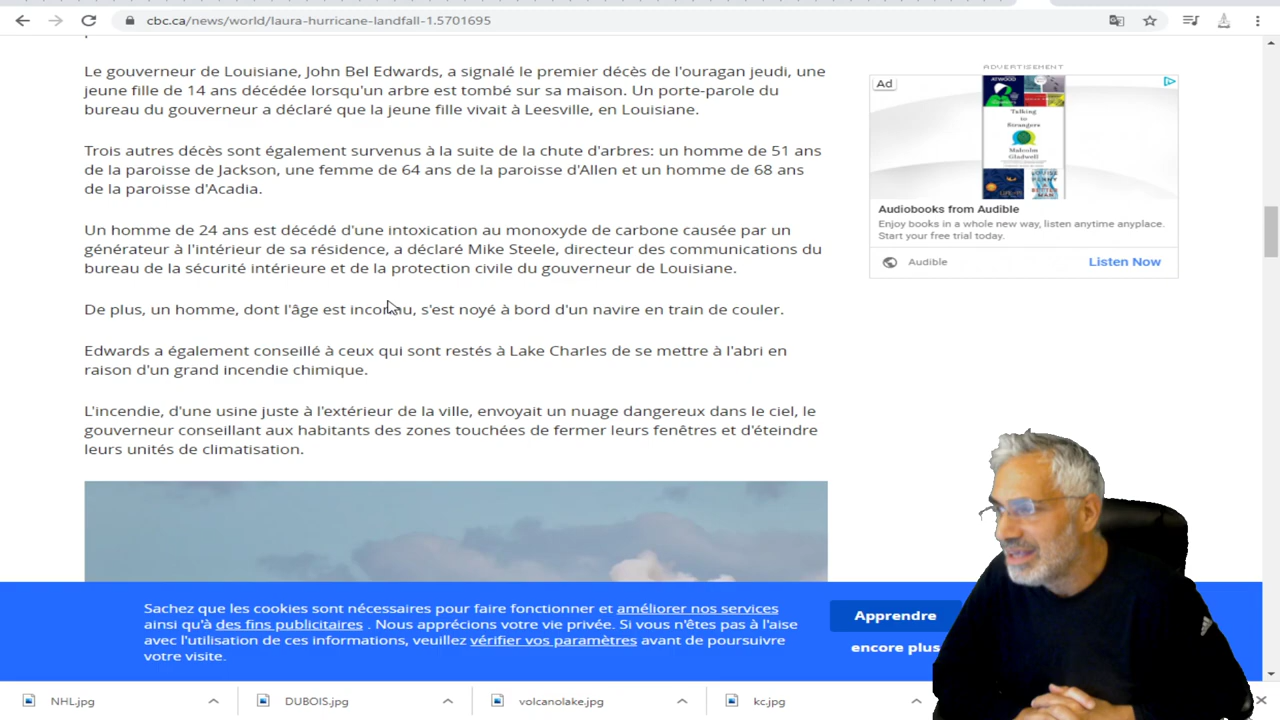 cbc.ca/news/world/laura-hurricane-landfall-1.5701695
Le gouverneur de Louisiane, John Bel Edwards, a signalé le premier décès de l'ouragan jeudi, une
jeune fille de 14 ans décédée lorsqu'un arbre est tombé sur sa maison. Un porte-parole du
bureau du gouverneur a déclaré que la jeune fille vivait à Leesville, en Louisiane.
Trois autres décès sont également survenus à la suite de la chute d'arbres: un homme de 51 ans
de la paroisse de Jackson, une femme de 64 ans de la paroisse d'Allen et un homme de 68 ans
de la paroisse d'Acadia.
Un homme de 24 ans est décédé d'une intoxication au monoxyde de carbone causée par un
générateur à l'intérieur de sa résidence, a déclaré Mike Steele, directeur des communications du
bureau de la sécurité intérieure et de la protection civile du gouverneur de Louisiane.
De plus, un homme, dont l'âge est inconnu, s'est noyé à bord d'un navire en train de couler.
Edwards a également conseillé à ceux qui sont restés à Lake Charles de se mettre à l'abri en
raison d'un grand incendie chimique.
L'incendie, d'une usine juste à l'extérieur de la ville, envoyait un nuage dangereux dans le ciel, le
gouverneur conseillant aux habitants des zones touchées de fermer leurs fenêtres et d'éteindre
leurs unités de climatisation.
ADVERTISEMENT
Ad
ATWOOD
Talking
to
Strangers
Malcolm
Gladwell
LOUISE
PENNY
A
BETTER
MAN
Audiobooks from Audible
Enjoy books in a whole new way, listen anytime anyplace.
Start your free trial today.
Audible
Listen Now
Sachez que les cookies sont nécessaires pour faire fonctionner et améliorer nos services
ainsi qu'à des fins publicitaires . Nous apprécions votre vie privée. Si vous n'êtes pas à l'aise
avec l'utilisation de ces informations, veuillez vérifier vos paramètres avant de poursuivre
votre visite.
Apprendre
encore plus
NHL.jpg
DUBOIS.jpg
volcanolake.jpg
kc.jpg